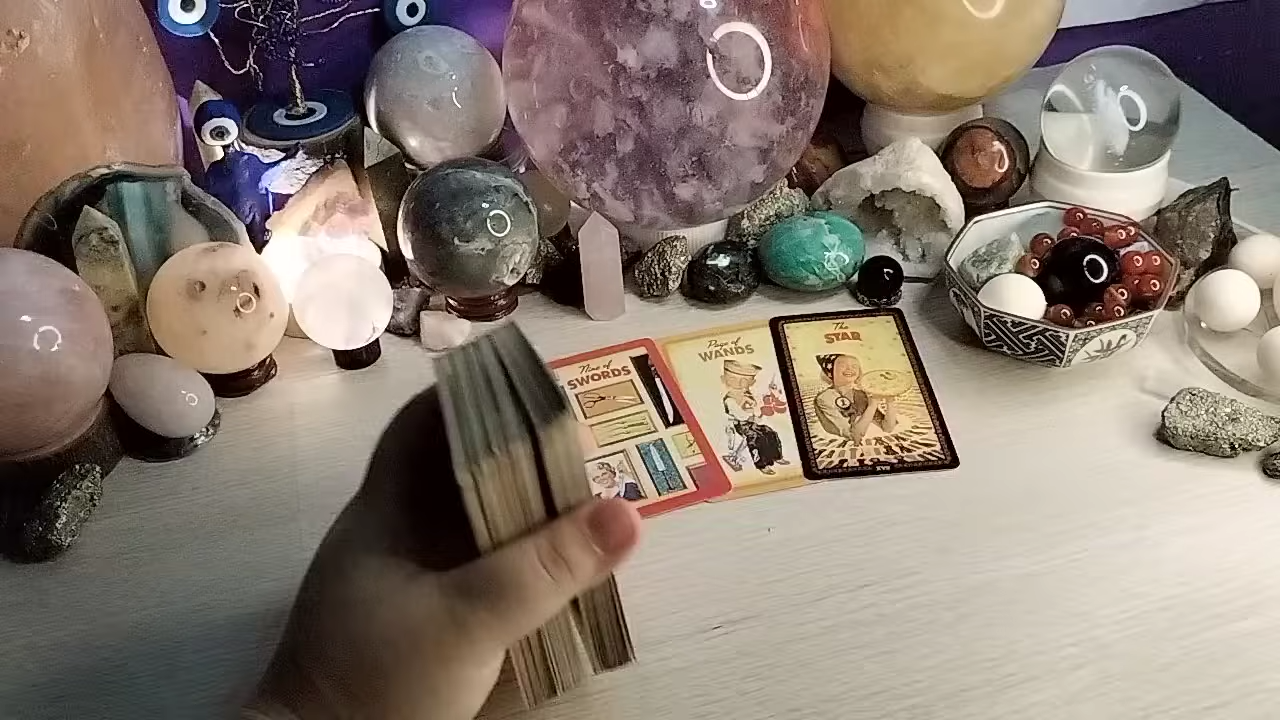 Nine of
SWORDS
Page of
WANDS
The
STAR